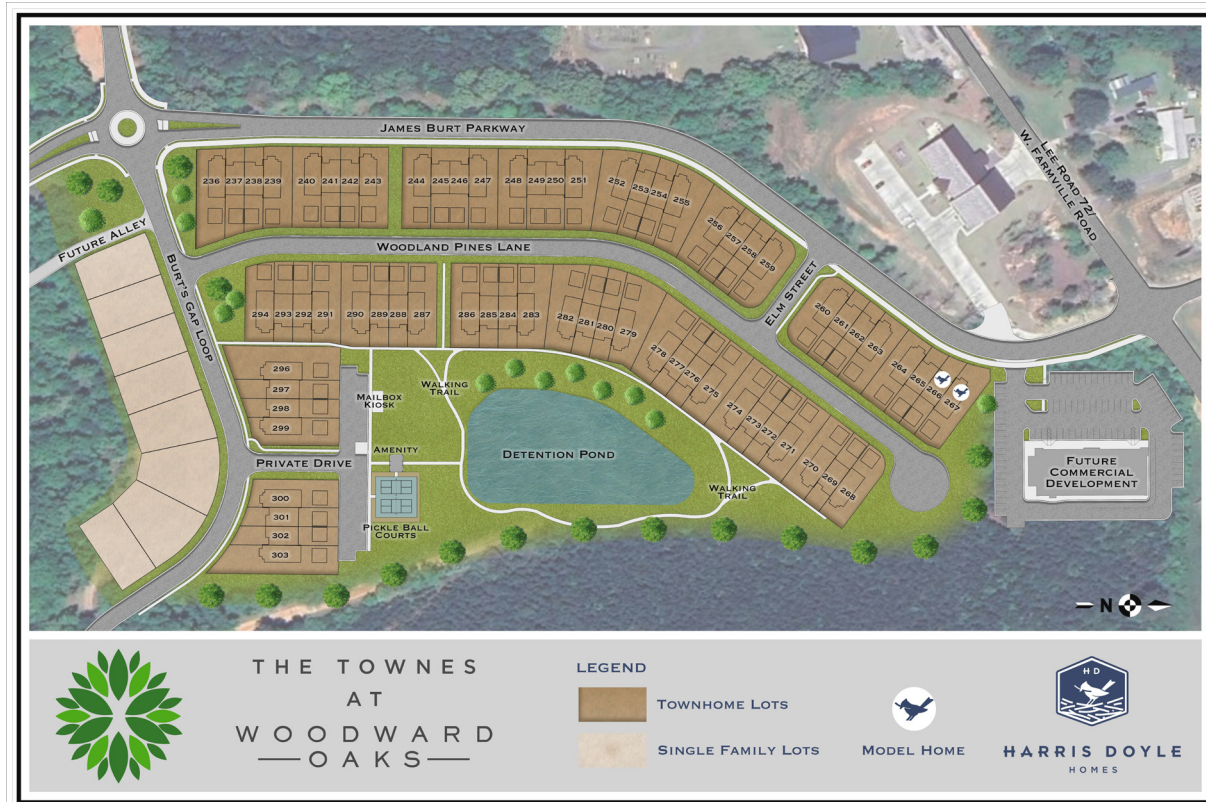 James Burt Parkway
Lee Road 72/
W. Farmville Road
236 237 238 239 240 241 242 243 244 245 246 247 248 249 250 251 252 253 254 255 256 257 258 259
Future Alley
Woodland Pines Lane
Burt's Gap Loop
Elm Street
260 261 262 263 264 265 266 267
294 293 292 291 290 289 288 287 286 285 284 283 282 281 280 279 278 277 276 275 274 273 272 271 270 269 268
296
297
298
299
Mailbox
Kiosk
Walking
Trail
Amenity
Private Drive
Detention Pond
Walking
Trail
Future
Commercial
Development
300
301
302
303
Pickle Ball
Courts
N
THE TOWNES
AT
WOODWARD
OAKS
LEGEND
Townhome Lots
Single Family Lots
Model Home
HD
HARRIS DOYLE
HOMES